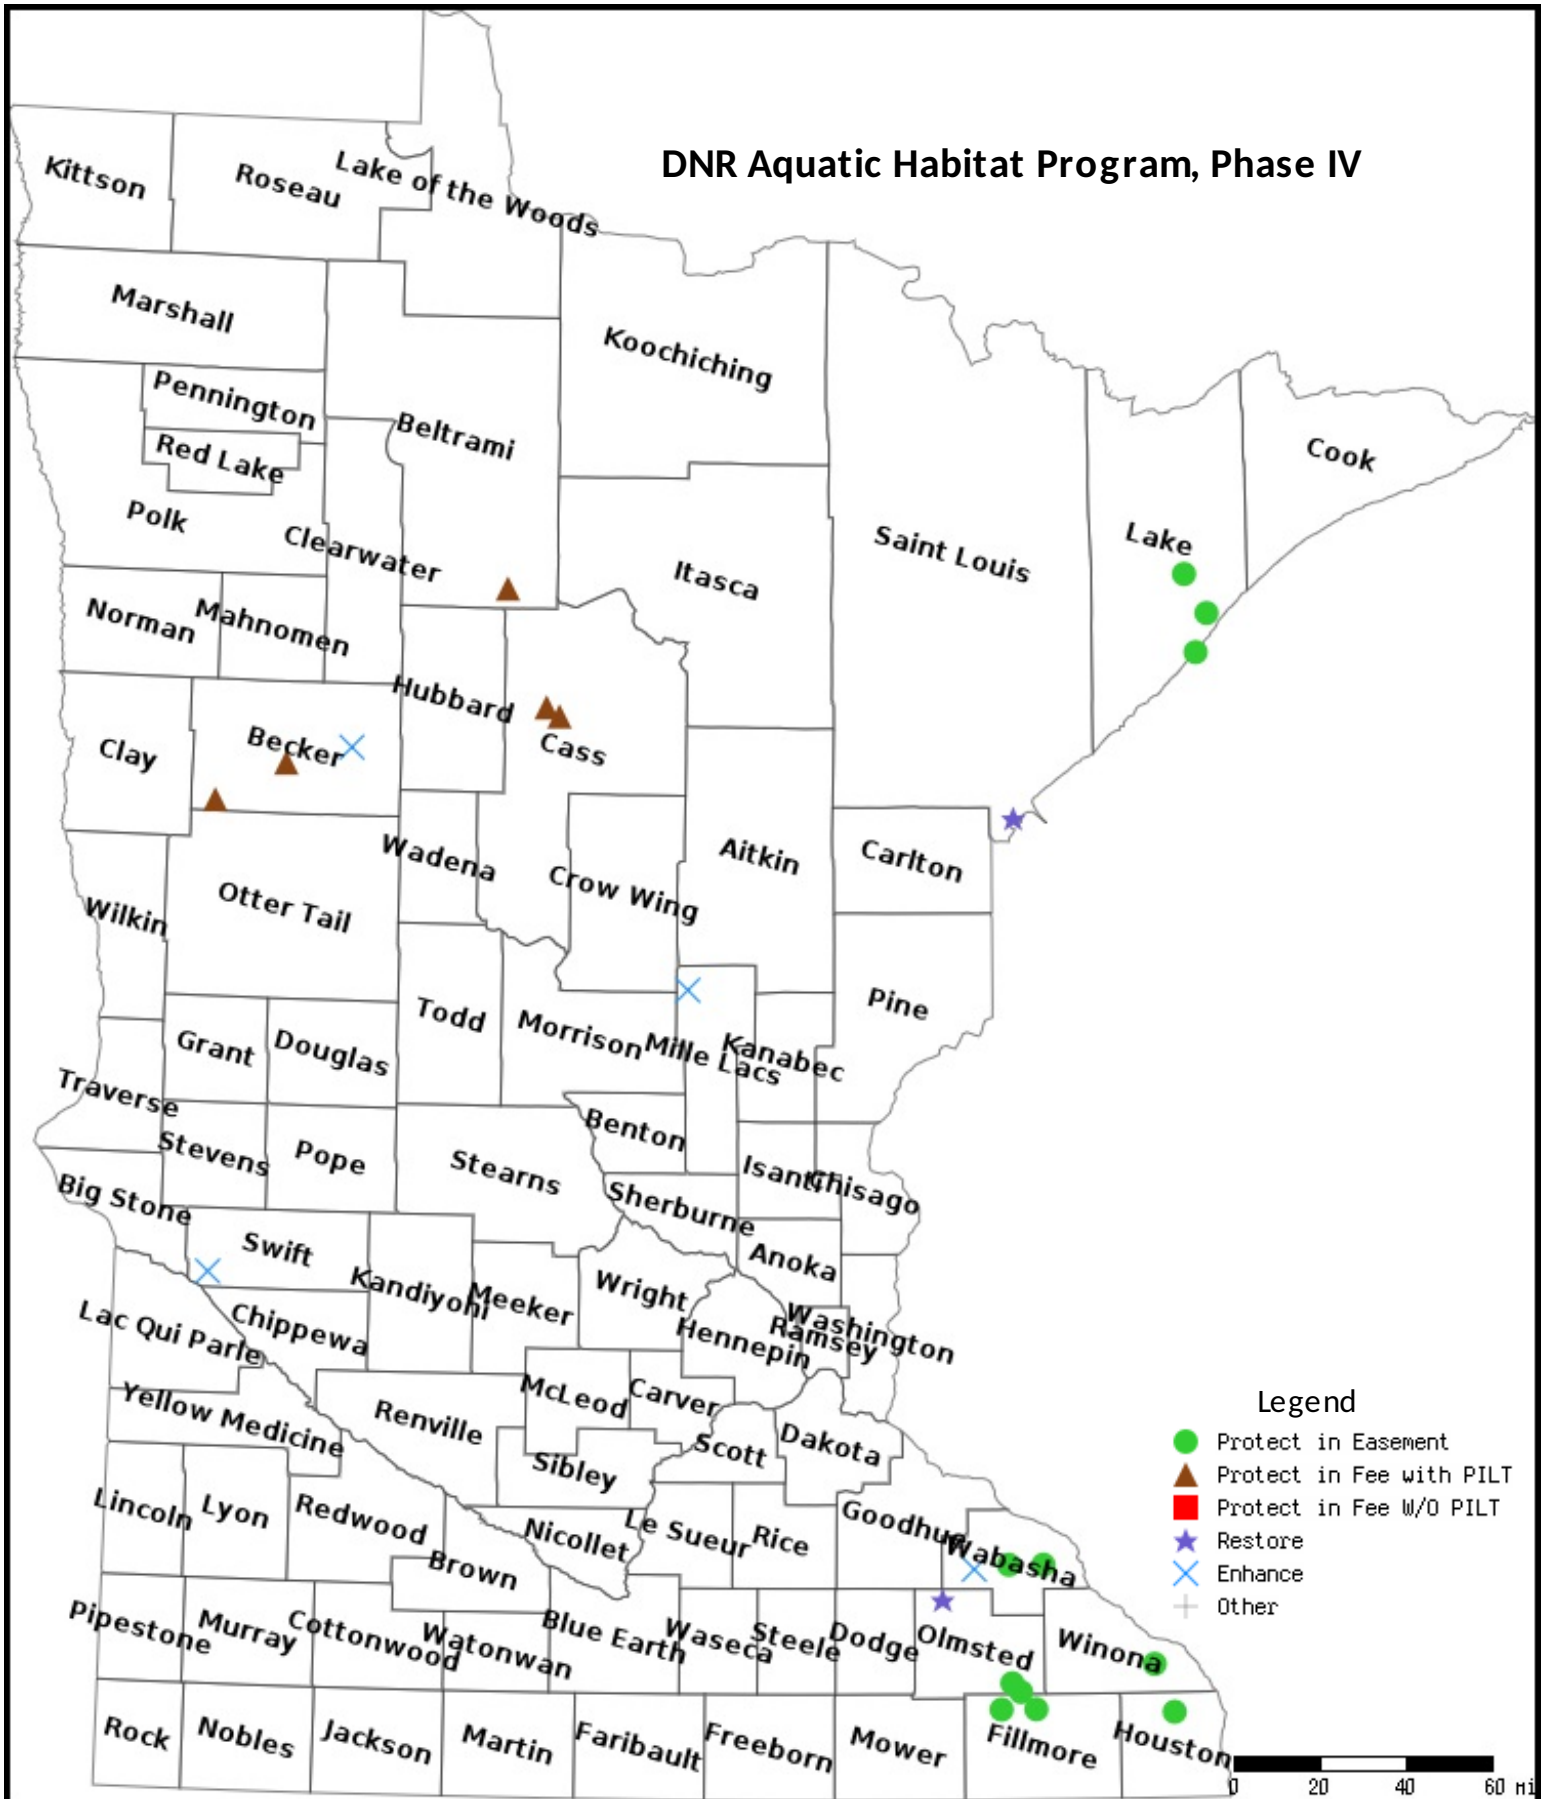 DNR Aquatic Habitat Program, Phase IV
Kittson
Roseau
Lake of the Woods
Marshall
Koochiching
Pennington
Beltrami
Red Lake
Cook
Polk
Clearwater
Saint Louis
Lake
Itasca
Norman
Mahnomen
Hubbard
Becker
Clay
Cass
Wadena
Aitkin
Carlton
Otter Tail
Crow Wing
Wilkin
Pine
Todd
Morrison
Mille Lacs
Kanabec
Grant
Douglas
Traverse
Benton
Stevens
Pope
Stearns
Isanti
Chisago
Big Stone
Sherburne
Swift
Anoka
Kandiyohi
Meeker
Wright
Lac Qui Parle
Chippewa
Hennepin
Ramsey
Washington
McLeod
Carver
Yellow Medicine
Renville
Scott
Dakota
Sibley
Legend
Protect in Easement
Protect in Fee with PILT
Protect in Fee W/O PILT
Restore
Enhance
Other
Lincoln
Lyon
Redwood
Nicollet
Le Sueur
Rice
Goodhue
Wabasha
Brown
Pipestone
Murray
Cottonwood
Watonwan
Blue Earth
Waseca
Steele
Dodge
Olmsted
Winona
Rock
Nobles
Jackson
Martin
Faribault
Freeborn
Mower
Fillmore
Houston
0 20 40 60 mi